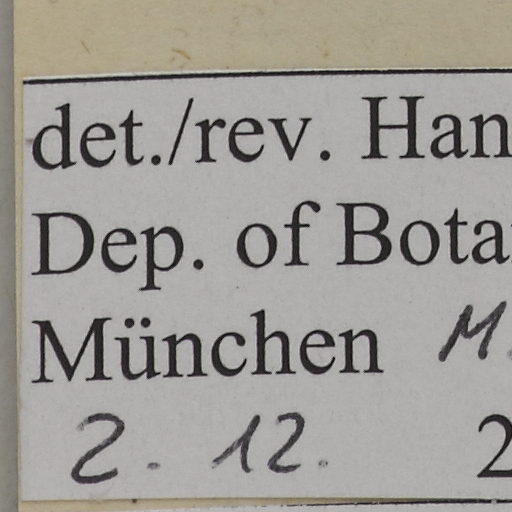 det./rev. Han
Dep. of Bota
München M.
2. 12. 2